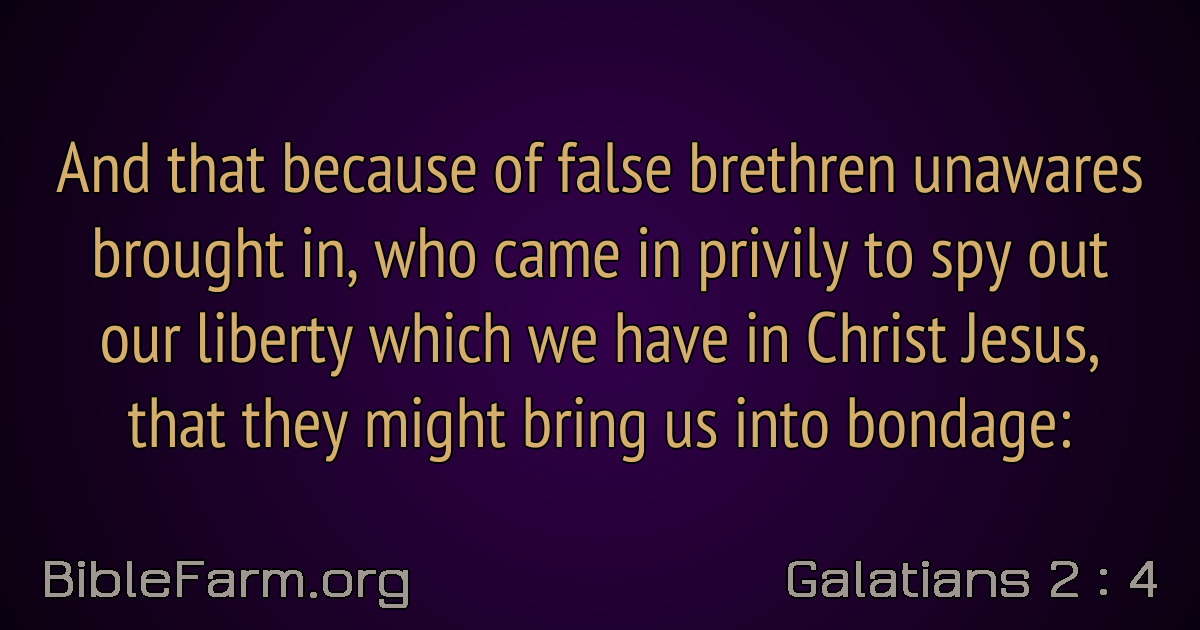 And that because of false brethren unawares
brought in, who came in privily to spy out
our liberty which we have in Christ Jesus,
that they might bring us into bondage:
BibleFarm.org
Galatians 2 : 4